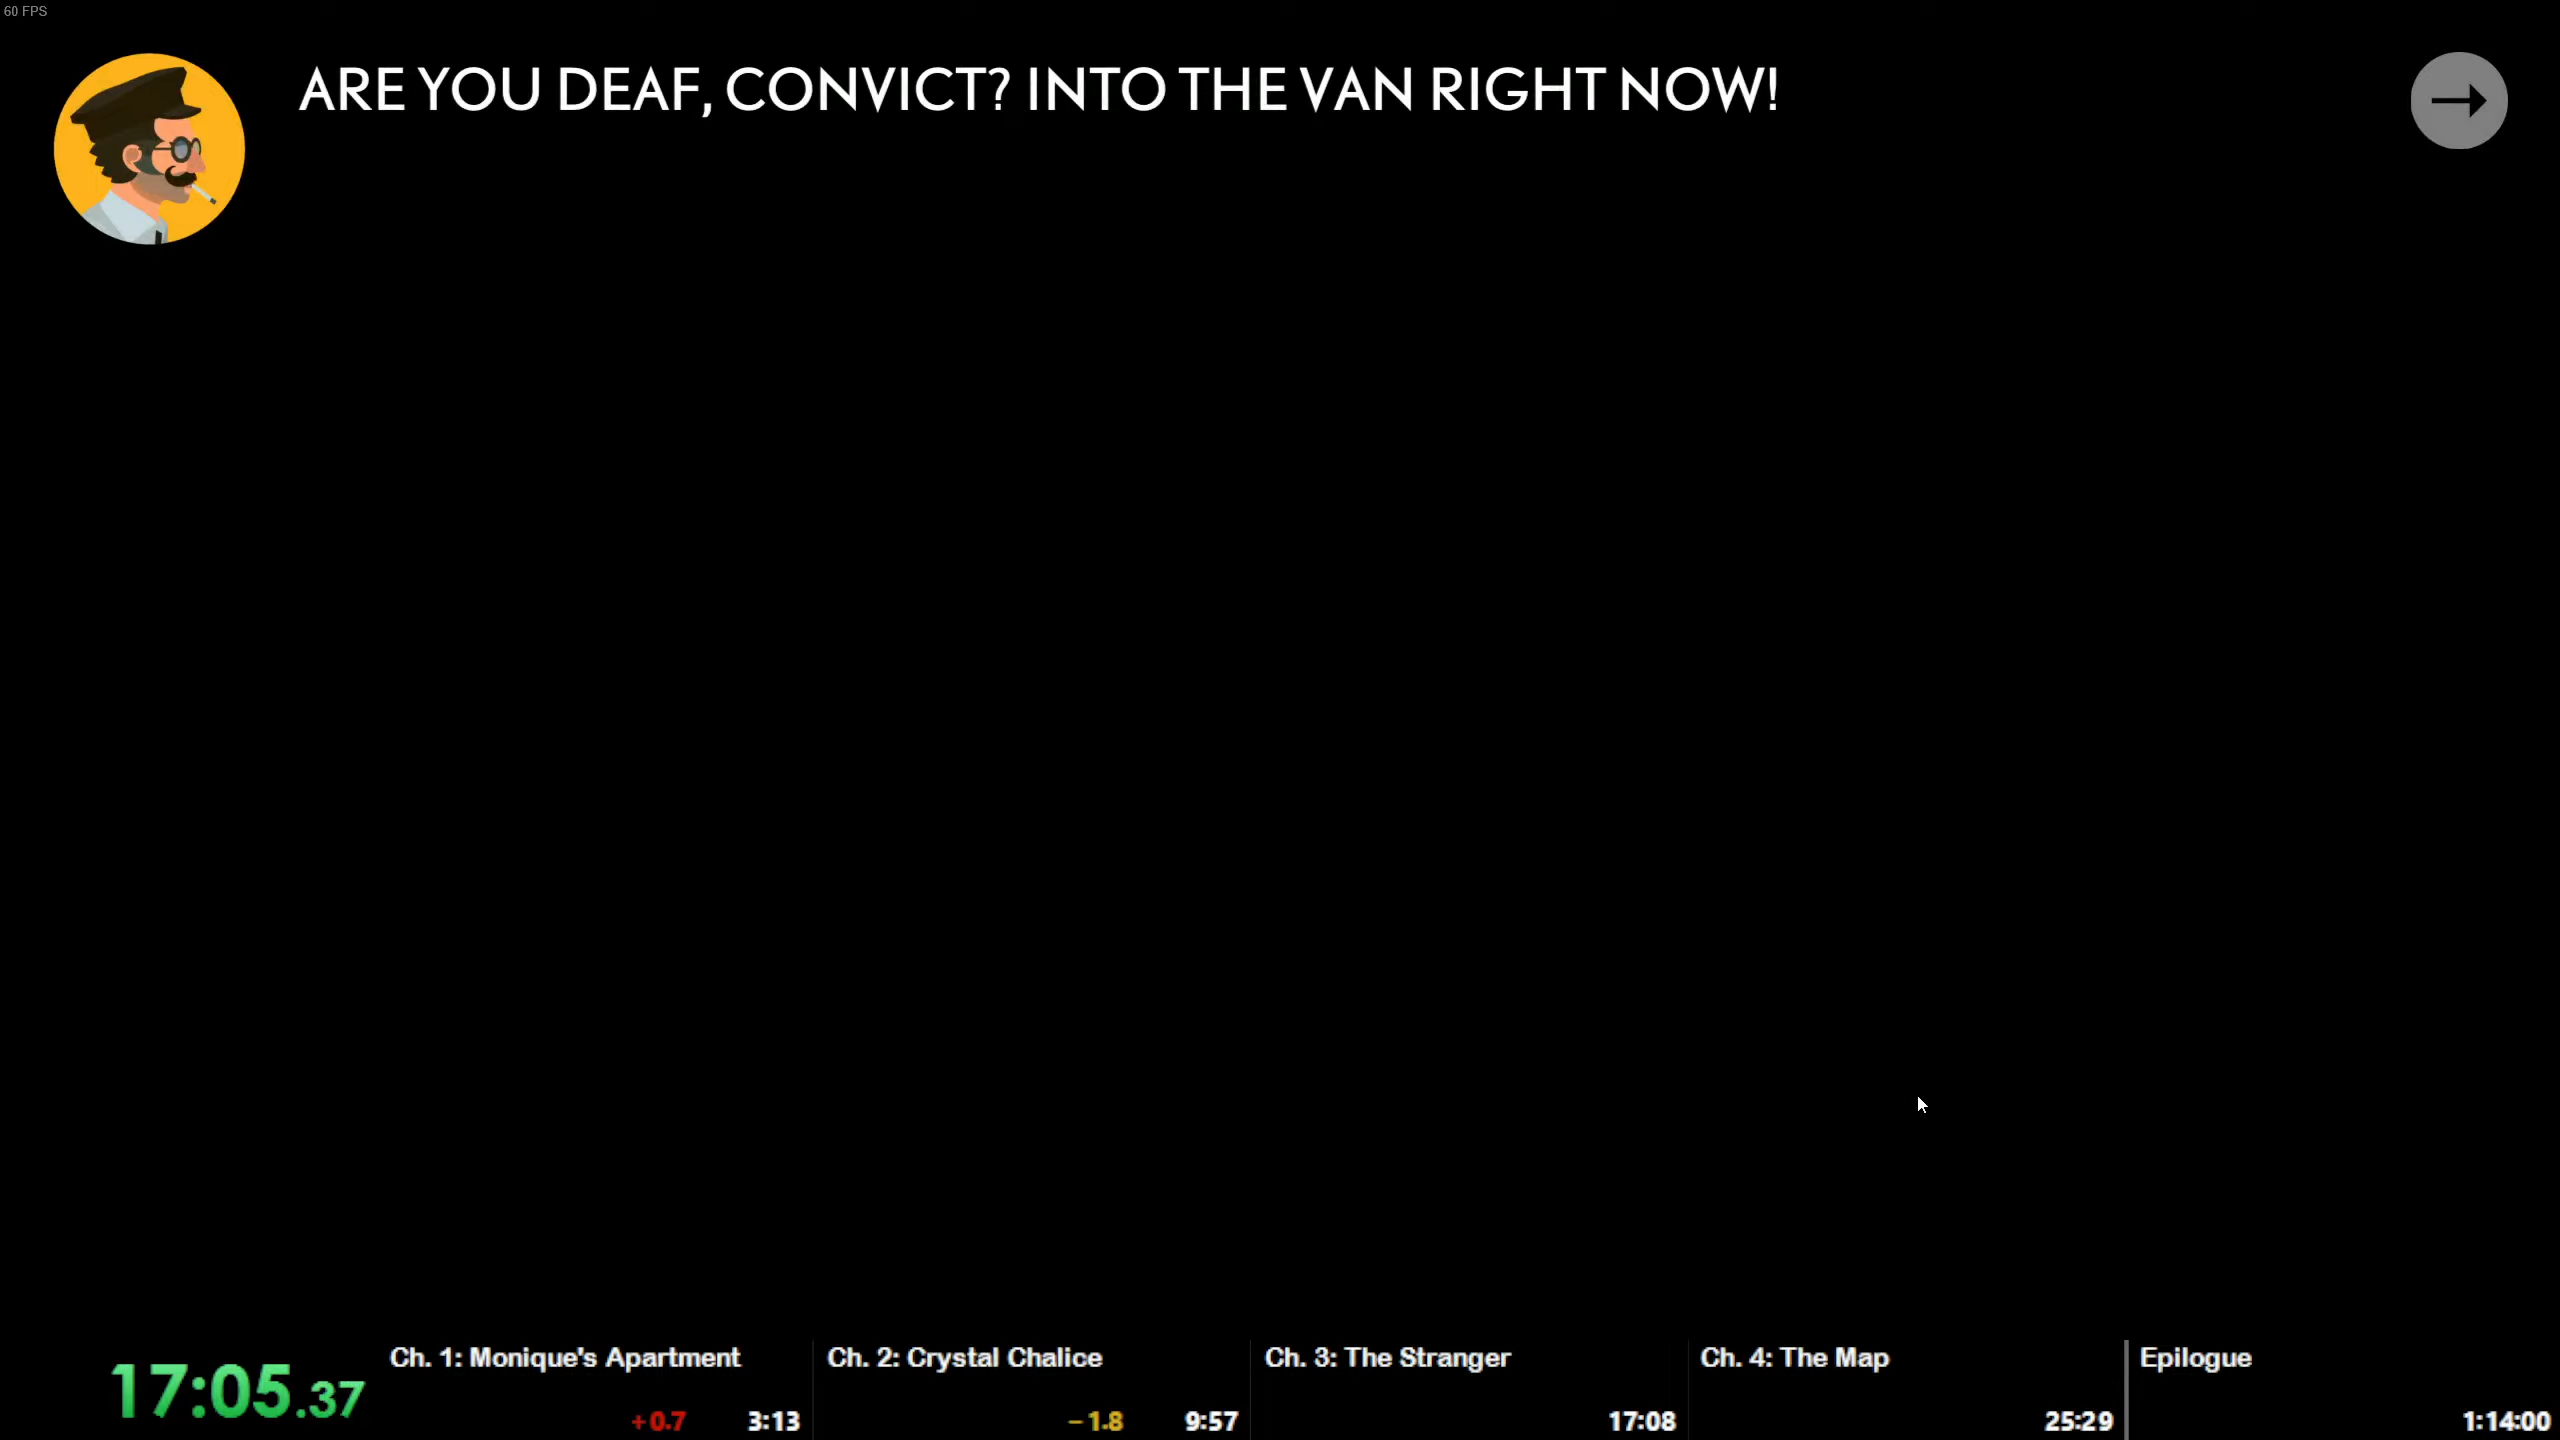 60 FPS
ARE YOU DEAF, CONVICT? INTO THE VAN RIGHT NOW!
17:05.37
Ch. 1: Monique's Apartment
+0.7 3:13
Ch. 2: Crystal Chalice
−1.8 9:57
Ch. 3: The Stranger
17:08
Ch. 4: The Map
25:29
Epilogue
1:14:00